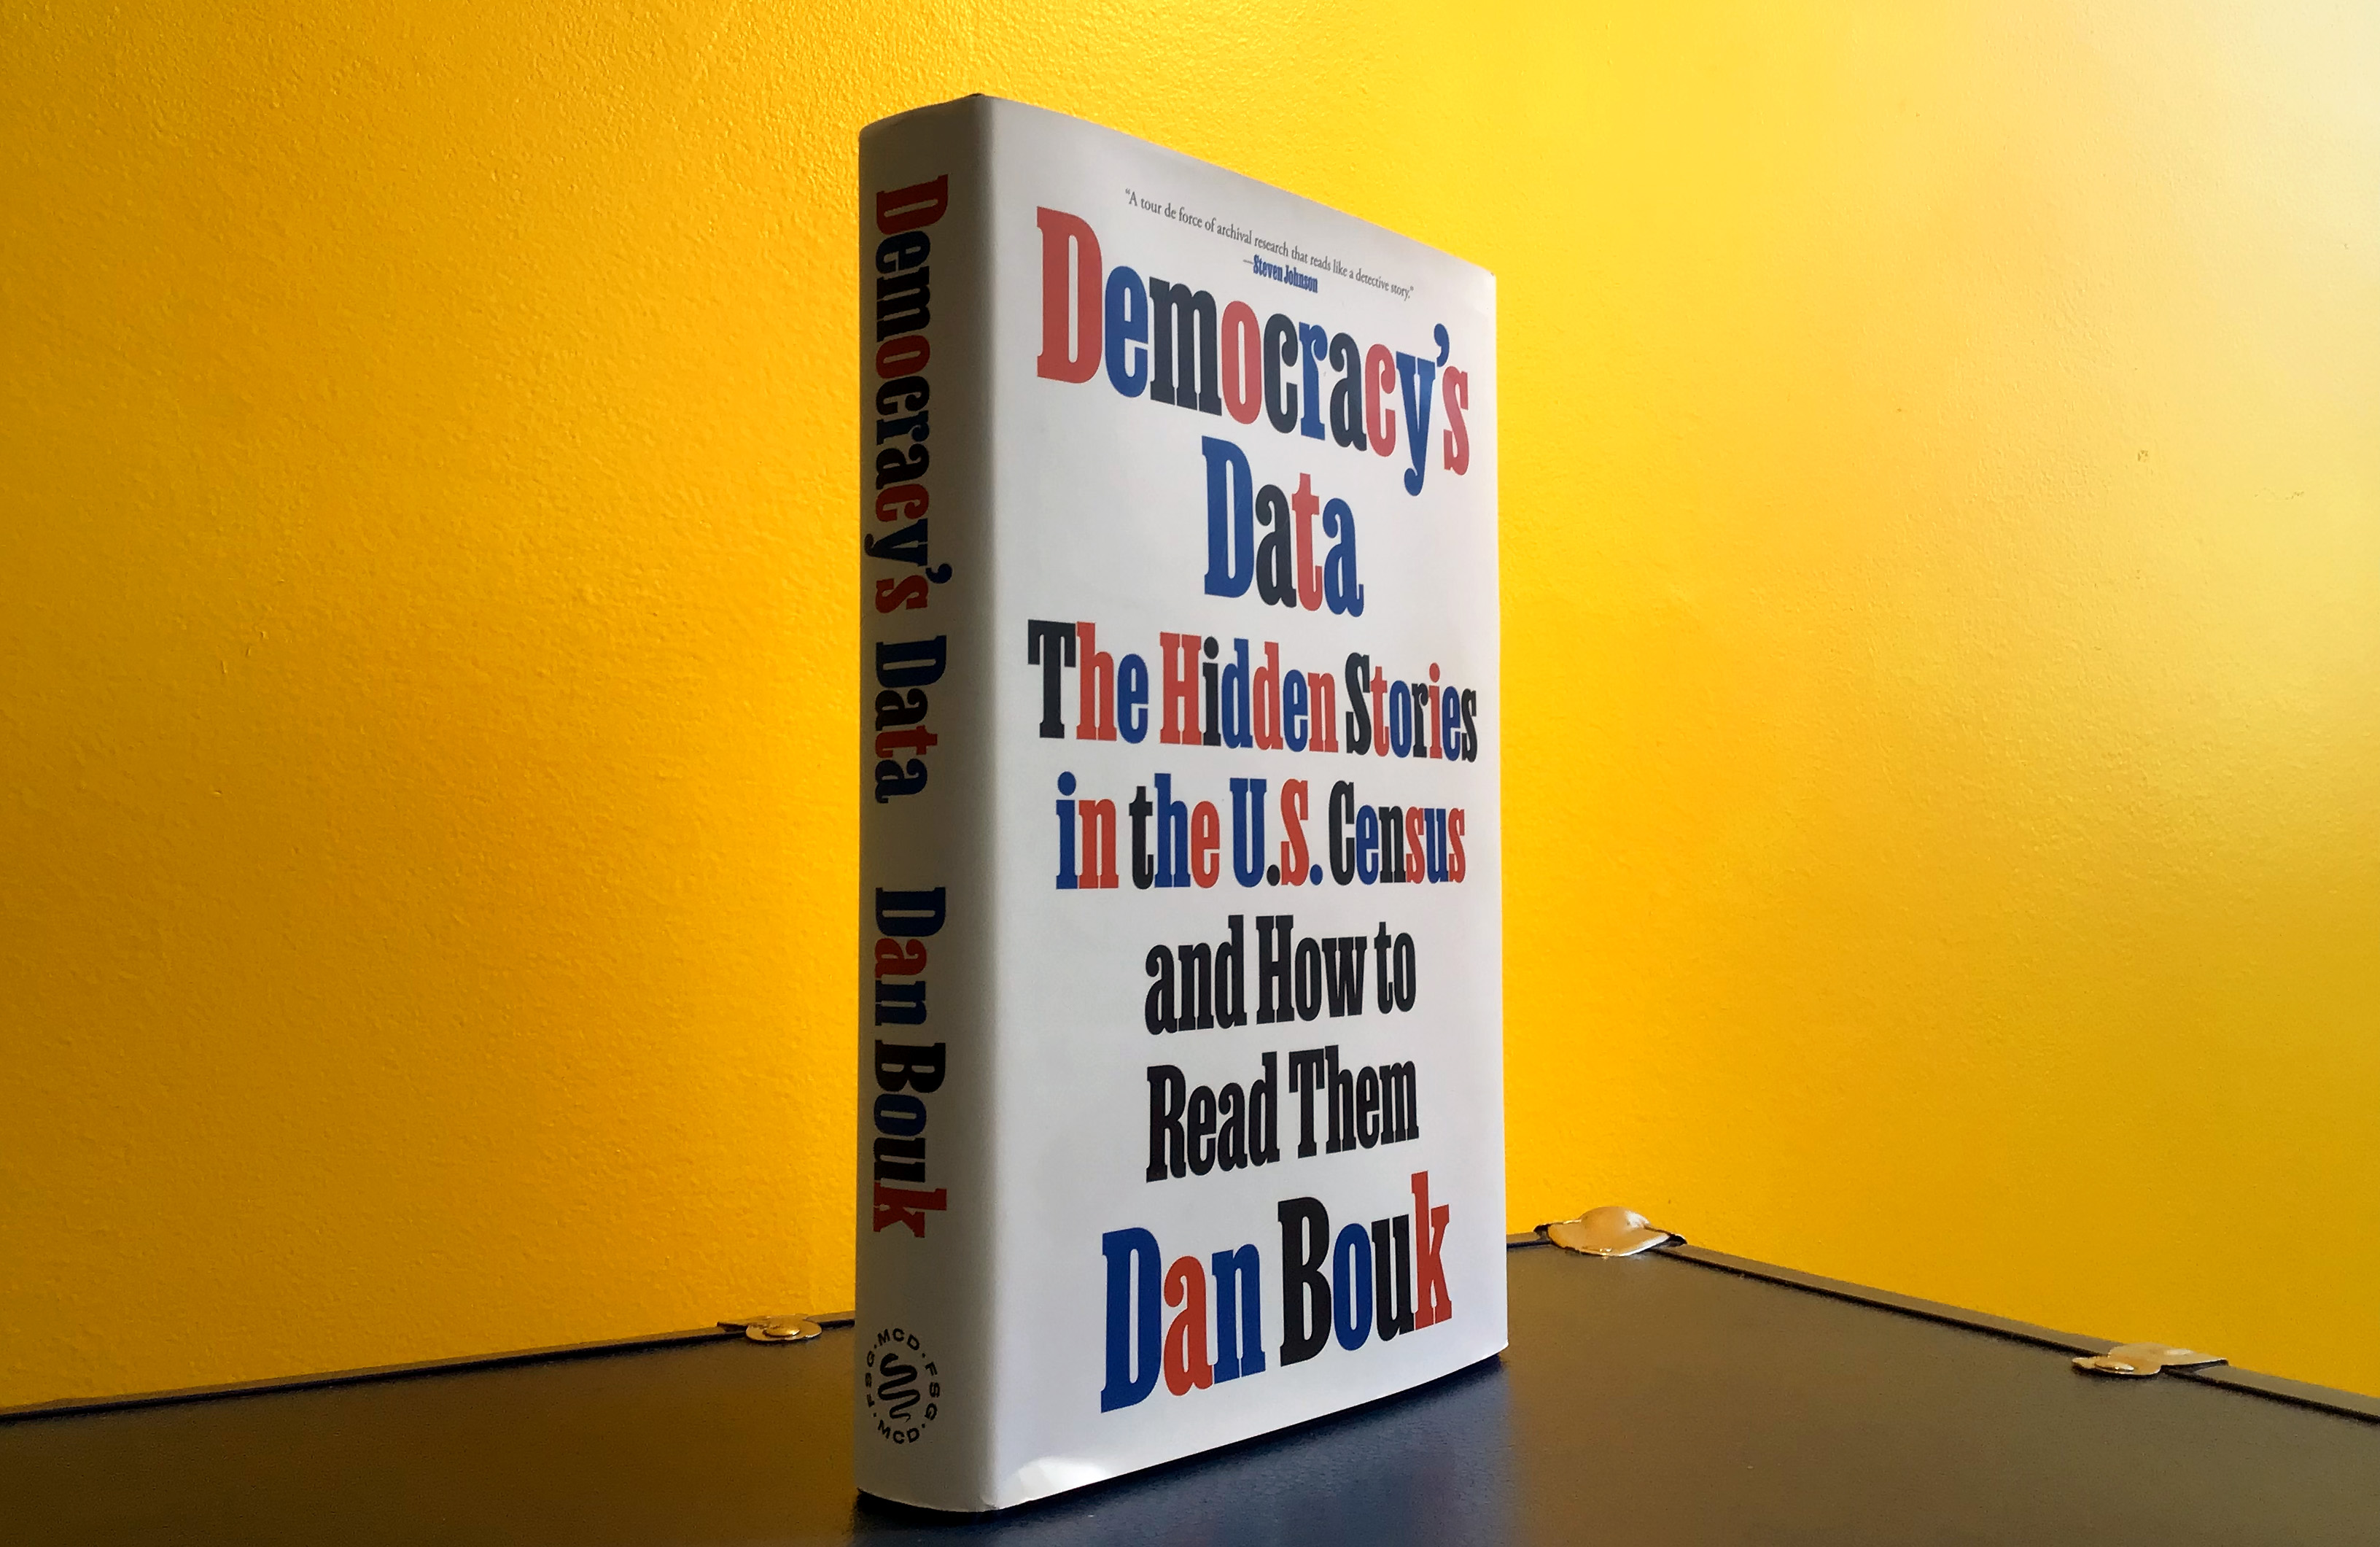 Democracy's Data Dan Bouk
FSG · MCD · FSG · MCD ·
“A tour de force of archival research that reads like a detective story.”
—Steven Johnson
Democracy’s
Data
The Hidden Stories
in the U.S. Census
and How to
Read Them
Dan Bouk